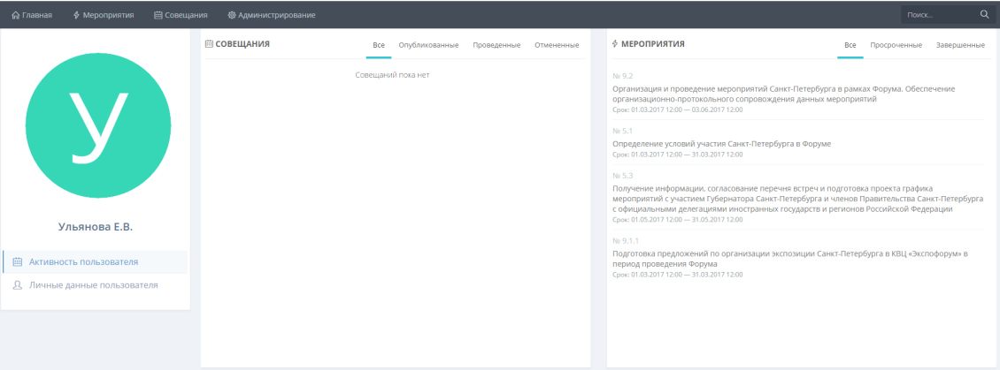 Главная Мероприятия Совещания Администрирование Поиск...
У
Ульянова Е.В.
Активность пользователя
Личные данные пользователя
СОВЕЩАНИЯ Все Опубликованные Проведенные Отмененные
Совещаний пока нет
МЕРОПРИЯТИЯ Все Просроченные Завершенные
№ 9.2
Организация и проведение мероприятий Санкт-Петербурга в рамках Форума. Обеспечение
организационно-протокольного сопровождения данных мероприятий
Срок: 01.03.2017 12:00 — 03.06.2017 12:00
№ 5.1
Определение условий участия Санкт-Петербурга в Форуме
Срок: 01.03.2017 12:00 — 31.03.2017 12:00
№ 5.3
Получение информации, согласование перечня встреч и подготовка проекта графика
мероприятий с участием Губернатора Санкт-Петербурга и членов Правительства Санкт-Петербурга
с официальными делегациями иностранных государств и регионов Российской Федерации
Срок: 01.05.2017 12:00 — 31.05.2017 12:00
№ 9.1.1
Подготовка предложений по организации экспозиции Санкт-Петербурга в КВЦ «Экспофорум» в
период проведения Форума
Срок: 01.03.2017 12:00 — 31.03.2017 12:00